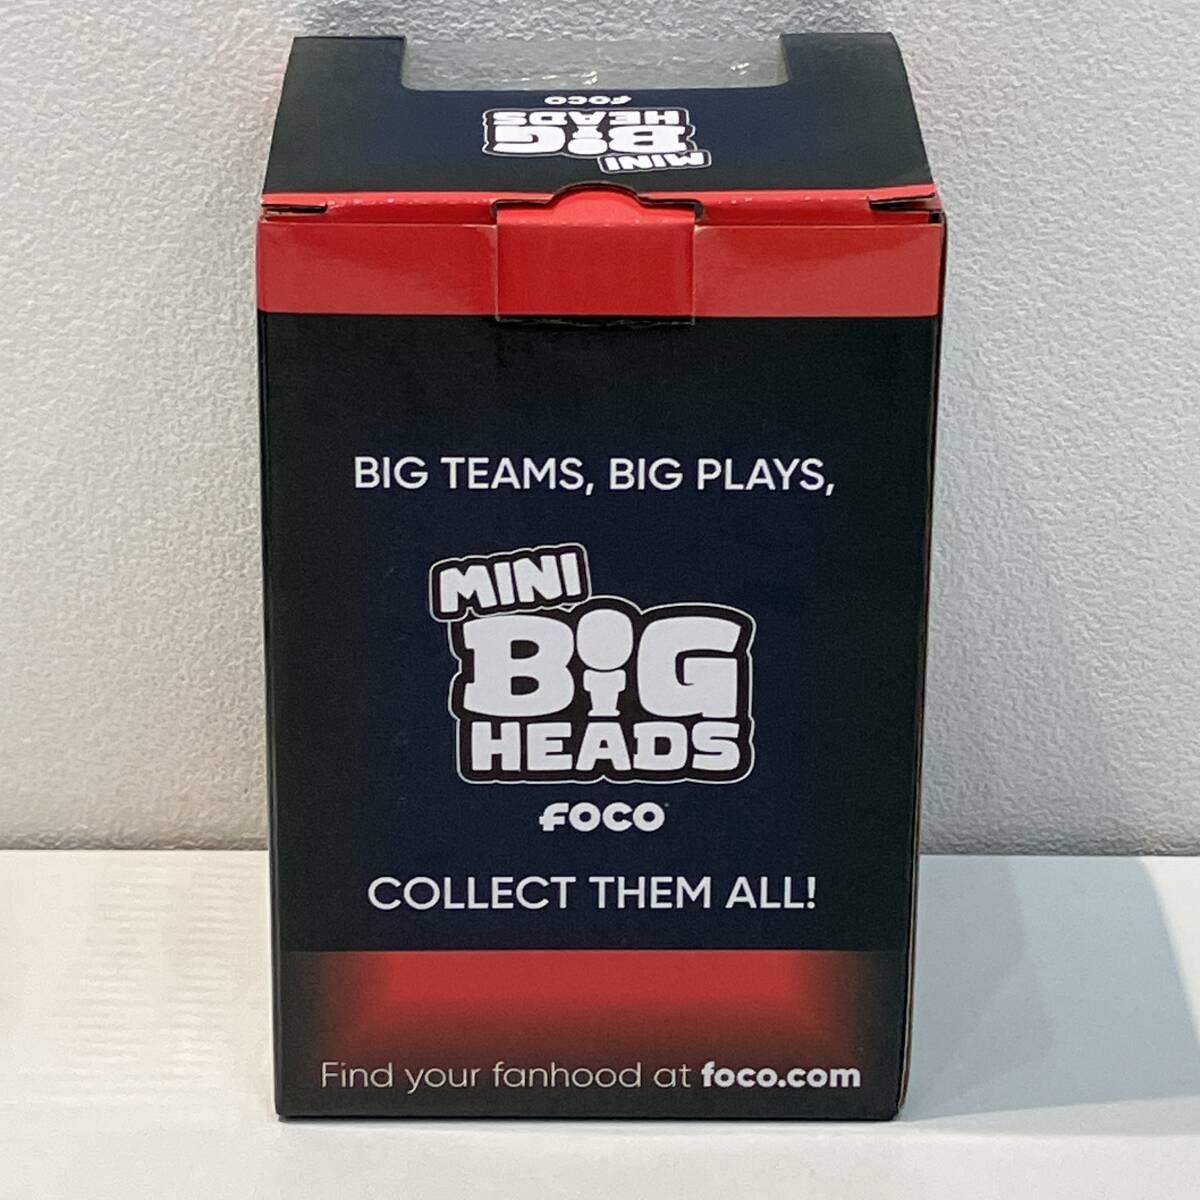 FOCO
MINI
BIG
HEADS
BIG TEAMS, BIG PLAYS,
MINI
BIG
HEADS
FOCO
COLLECT THEM ALL!
Find your fanhood at foco.com